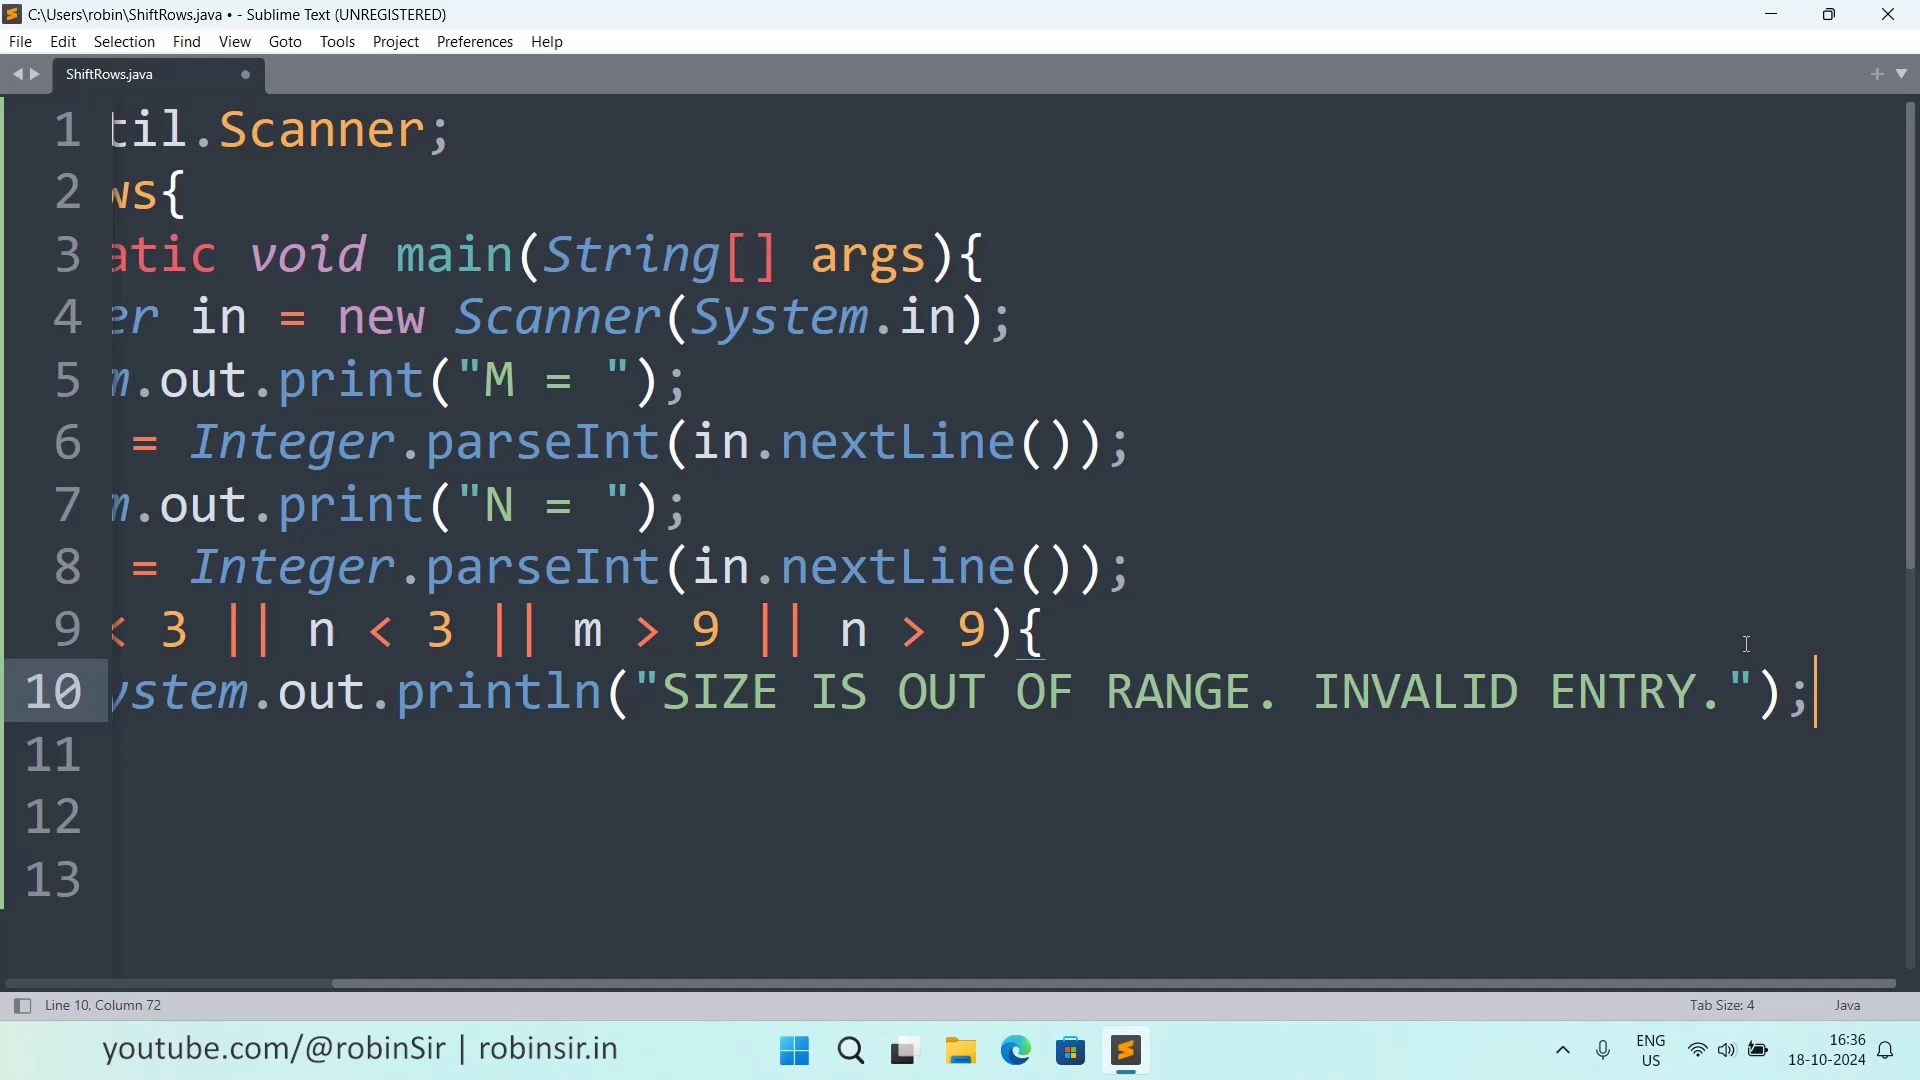 C:\Users\robin\ShiftRows.java • - Sublime Text (UNREGISTERED)
File Edit Selection Find View Goto Tools Project Preferences Help
ShiftRows.java
1 til.Scanner;
2 ws{
3 atic void main(String[] args){
4 er in = new Scanner(System.in);
5 m.out.print("M = ");
6 = Integer.parseInt(in.nextLine());
7 m.out.print("N = ");
8 = Integer.parseInt(in.nextLine());
9 < 3 || n < 3 || m > 9 || n > 9){
10 ystem.out.println("SIZE IS OUT OF RANGE. INVALID ENTRY.");
11
12
13
Line 10, Column 72
Tab Size: 4
Java
youtube.com/@robinSir | robinsir.in
ENG
US
16:36
18-10-2024